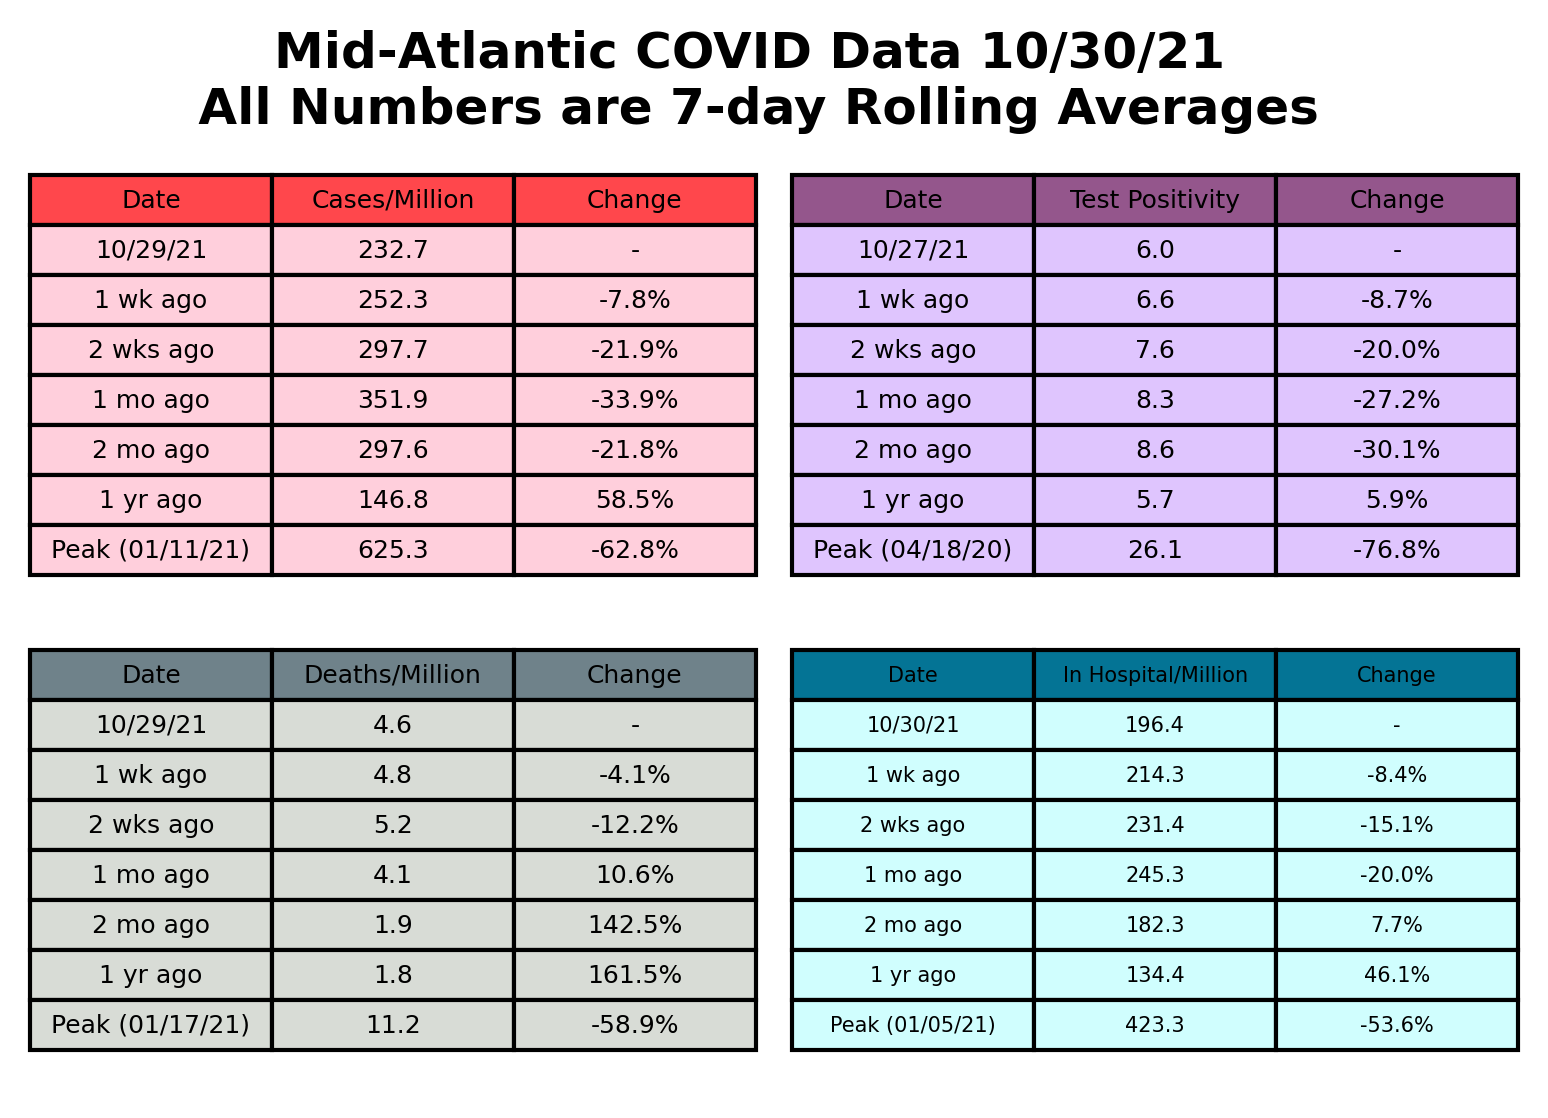 Mid-Atlantic COVID Data 10/30/21
All Numbers are 7-day Rolling Averages
Date Cases/Million Change
10/29/21 232.7 -
1 wk ago 252.3 -7.8%
2 wks ago 297.7 -21.9%
1 mo ago 351.9 -33.9%
2 mo ago 297.6 -21.8%
1 yr ago 146.8 58.5%
Peak (01/11/21) 625.3 -62.8%
Date Test Positivity Change
10/27/21 6.0 -
1 wk ago 6.6 -8.7%
2 wks ago 7.6 -20.0%
1 mo ago 8.3 -27.2%
2 mo ago 8.6 -30.1%
1 yr ago 5.7 5.9%
Peak (04/18/20) 26.1 -76.8%
Date Deaths/Million Change
10/29/21 4.6 -
1 wk ago 4.8 -4.1%
2 wks ago 5.2 -12.2%
1 mo ago 4.1 10.6%
2 mo ago 1.9 142.5%
1 yr ago 1.8 161.5%
Peak (01/17/21) 11.2 -58.9%
Date In Hospital/Million Change
10/30/21 196.4 -
1 wk ago 214.3 -8.4%
2 wks ago 231.4 -15.1%
1 mo ago 245.3 -20.0%
2 mo ago 182.3 7.7%
1 yr ago 134.4 46.1%
Peak (01/05/21) 423.3 -53.6%